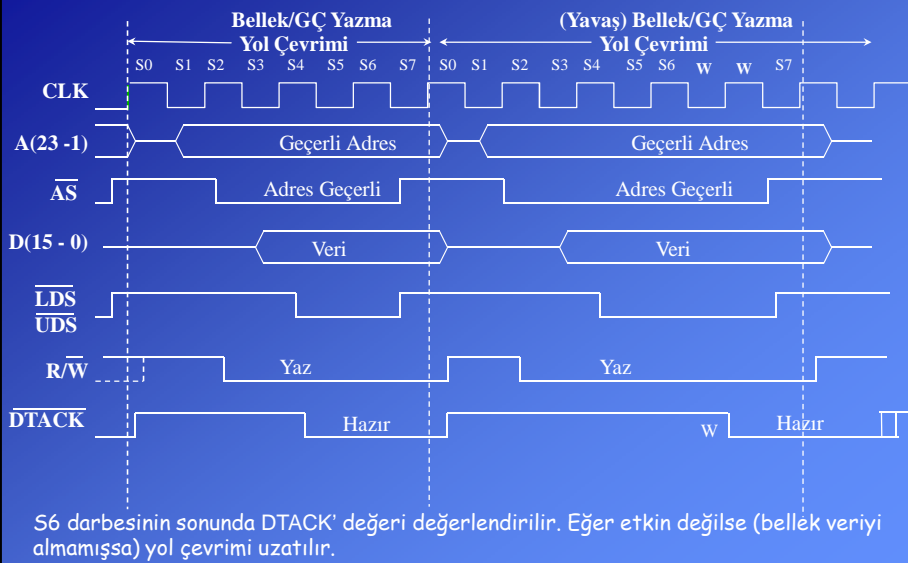 Bellek/GÇ Yazma (Yavaş) Bellek/GÇ Yazma
Yol Çevrimi Yol Çevrimi
S0 S1 S2 S3 S4 S5 S6 S7 S0 S1 S2 S3 S4 S5 S6 W W S7
CLK
A(23 -1) Geçerli Adres Geçerli Adres
AS Adres Geçerli Adres Geçerli
D(15 - 0) Veri Veri
LDS
UDS
R/W Yaz Yaz
DTACK Hazır W Hazır
S6 darbesinin sonunda DTACK' değeri değerlendirilir. Eğer etkin değilse (bellek veriyi
almamışsa) yol çevrimi uzatılır.